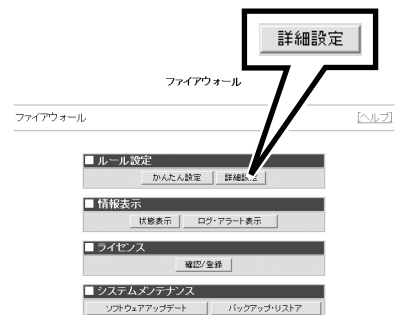 詳細設定
ファイアウォール
ファイアウォール [ヘルプ]
■ ルール設定
かんたん設定 詳細設定
■ 情報表示
状態表示 ログ・アラート表示
■ ライセンス
確認/登録
■ システムメンテナンス
ソフトウェアアップデート バックアップ・リストア